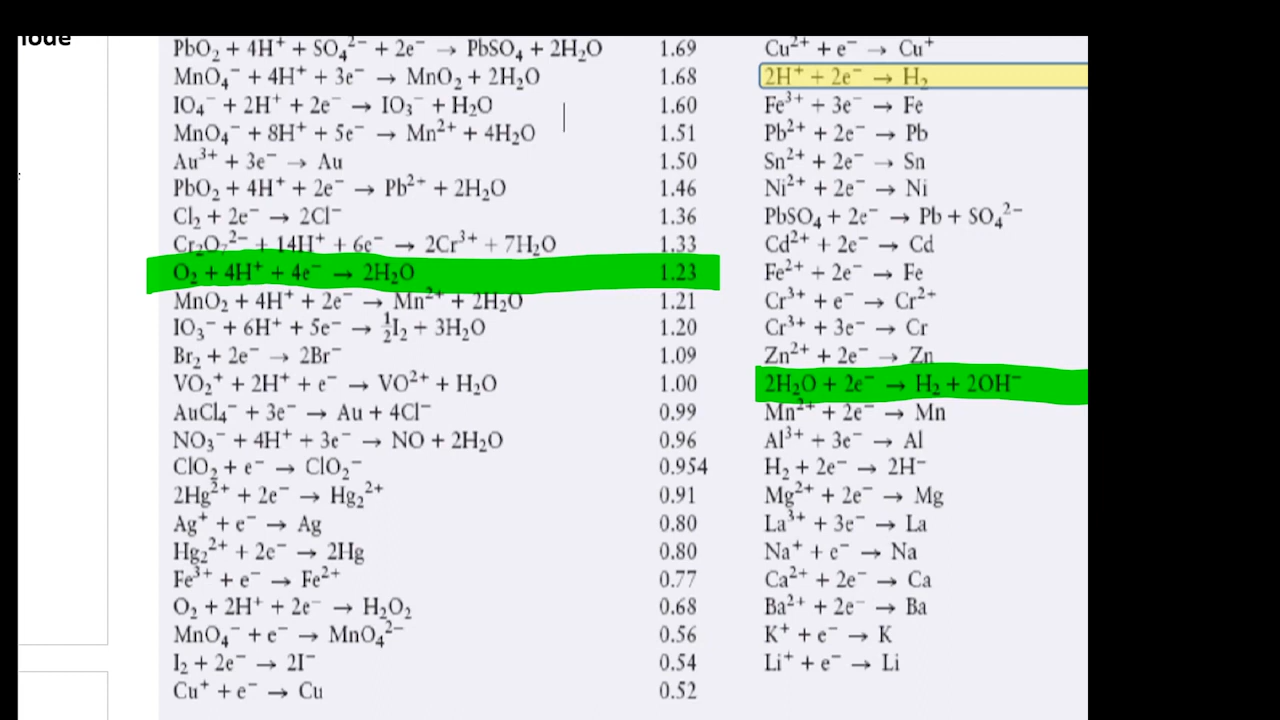 PbO₂ + 4H⁺ + SO₄²⁻ + 2e⁻ → PbSO₄ + 2H₂O 1.69
MnO₄⁻ + 4H⁺ + 3e⁻ → MnO₂ + 2H₂O 1.68
IO₄⁻ + 2H⁺ + 2e⁻ → IO₃⁻ + H₂O 1.60
MnO₄⁻ + 8H⁺ + 5e⁻ → Mn²⁺ + 4H₂O 1.51
Au³⁺ + 3e⁻ → Au 1.50
PbO₂ + 4H⁺ + 2e⁻ → Pb²⁺ + 2H₂O 1.46
Cl₂ + 2e⁻ → 2Cl⁻ 1.36
Cr₂O₇²⁻ + 14H⁺ + 6e⁻ → 2Cr³⁺ + 7H₂O 1.33
O₂ + 4H⁺ + 4e⁻ → 2H₂O 1.23
MnO₂ + 4H⁺ + 2e⁻ → Mn²⁺ + 2H₂O 1.21
IO₃⁻ + 6H⁺ + 5e⁻ → ½I₂ + 3H₂O 1.20
Br₂ + 2e⁻ → 2Br⁻ 1.09
VO₂⁺ + 2H⁺ + e⁻ → VO²⁺ + H₂O 1.00
AuCl₄⁻ + 3e⁻ → Au + 4Cl⁻ 0.99
NO₃⁻ + 4H⁺ + 3e⁻ → NO + 2H₂O 0.96
ClO₂ + e⁻ → ClO₂⁻ 0.954
2Hg²⁺ + 2e⁻ → Hg₂²⁺ 0.91
Ag⁺ + e⁻ → Ag 0.80
Hg₂²⁺ + 2e⁻ → 2Hg 0.80
Fe³⁺ + e⁻ → Fe²⁺ 0.77
O₂ + 2H⁺ + 2e⁻ → H₂O₂ 0.68
MnO₄⁻ + e⁻ → MnO₄²⁻ 0.56
I₂ + 2e⁻ → 2I⁻ 0.54
Cu⁺ + e⁻ → Cu 0.52
Cu²⁺ + e⁻ → Cu⁺
2H⁺ + 2e⁻ → H₂
Fe³⁺ + 3e⁻ → Fe
Pb²⁺ + 2e⁻ → Pb
Sn²⁺ + 2e⁻ → Sn
Ni²⁺ + 2e⁻ → Ni
PbSO₄ + 2e⁻ → Pb + SO₄²⁻
Cd²⁺ + 2e⁻ → Cd
Fe²⁺ + 2e⁻ → Fe
Cr³⁺ + e⁻ → Cr²⁺
Cr³⁺ + 3e⁻ → Cr
Zn²⁺ + 2e⁻ → Zn
2H₂O + 2e⁻ → H₂ + 2OH⁻
Mn²⁺ + 2e⁻ → Mn
Al³⁺ + 3e⁻ → Al
H₂ + 2e⁻ → 2H⁻
Mg²⁺ + 2e⁻ → Mg
La³⁺ + 3e⁻ → La
Na⁺ + e⁻ → Na
Ca²⁺ + 2e⁻ → Ca
Ba²⁺ + 2e⁻ → Ba
K⁺ + e⁻ → K
Li⁺ + e⁻ → Li